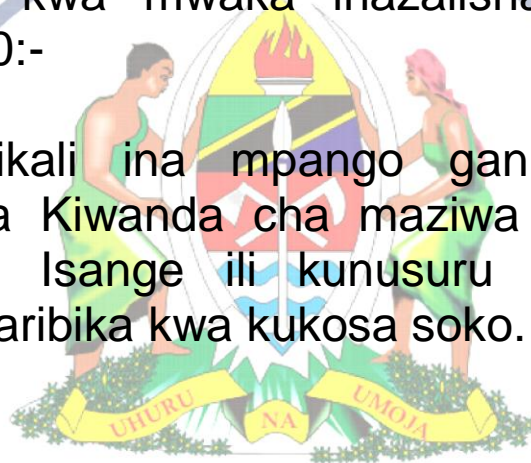 kwa mwaka inazalisha
0:-
ikali ina mpango gan
a Kiwanda cha maziwa
Isange ili kunusuru
aribika kwa kukosa soko.
UHURU NA UMOJA